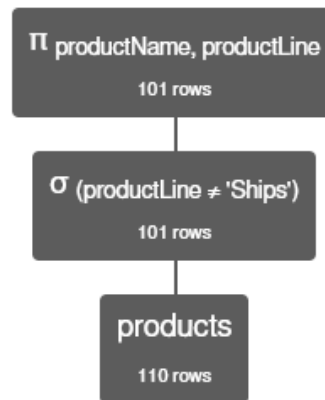 π productName, productLine
101 rows
σ (productLine ≠ 'Ships')
101 rows
products
110 rows